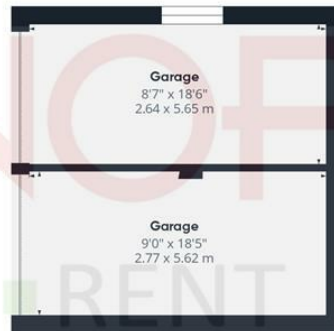 Garage
8'7" x 18'6"
2.64 x 5.65 m
Garage
9'0" x 18'5"
2.77 x 5.62 m
RENT